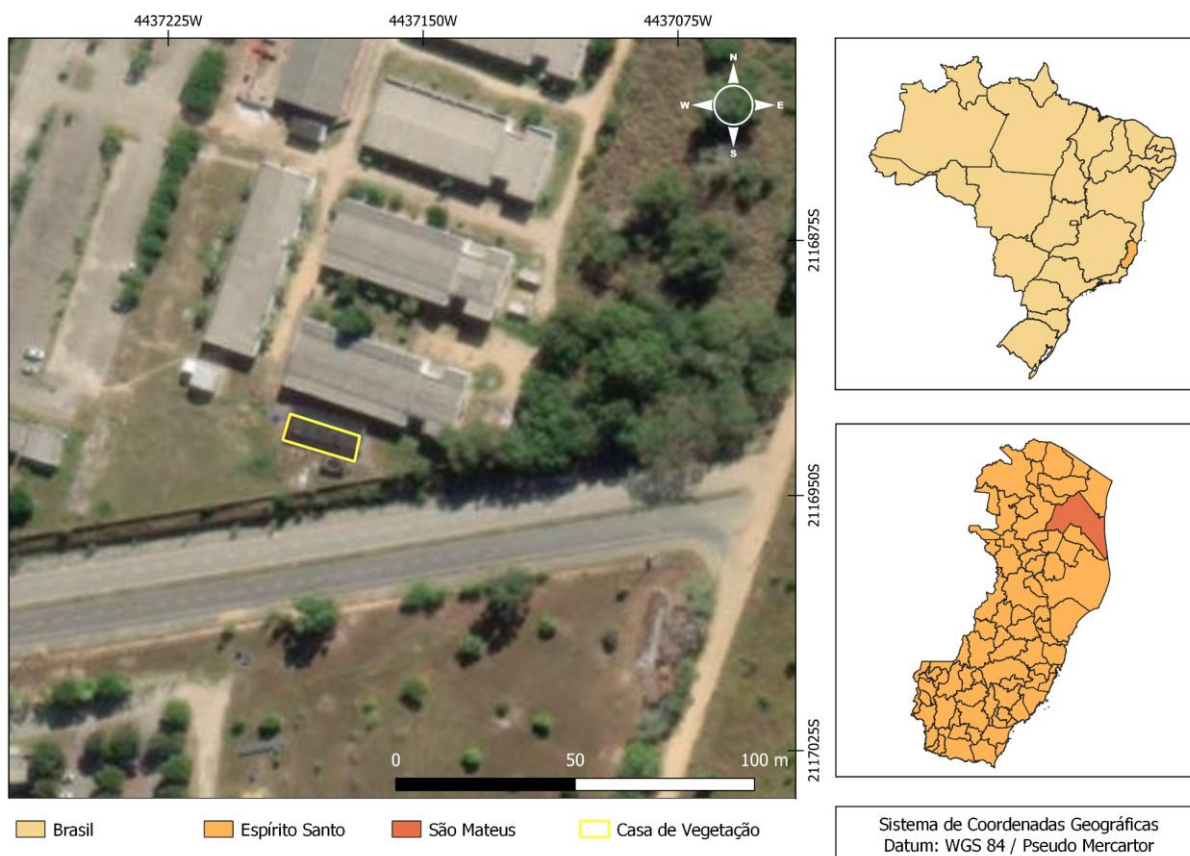 4437225W 4437150W 4437075W
N
W E
S
2116875S
2116950S
2117025S
0 50 100 m
Brasil Espírito Santo São Mateus Casa de Vegetação
Sistema de Coordenadas Geográficas
Datum: WGS 84 / Pseudo Mercartor